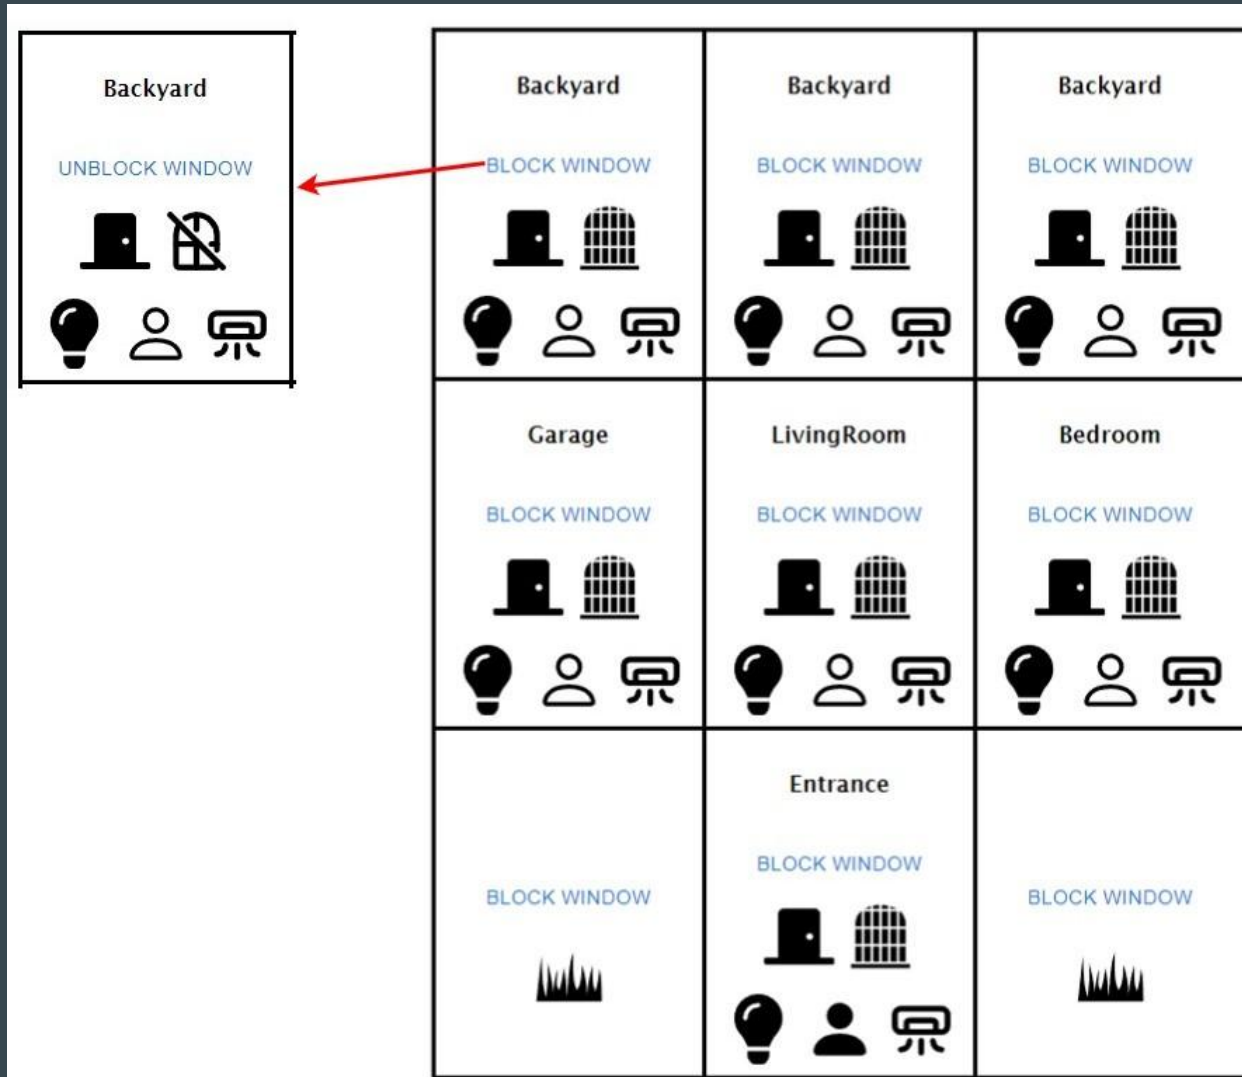 Backyard
UNBLOCK WINDOW
Backyard
BLOCK WINDOW
Backyard
BLOCK WINDOW
Backyard
BLOCK WINDOW
Garage
BLOCK WINDOW
LivingRoom
BLOCK WINDOW
Bedroom
BLOCK WINDOW
BLOCK WINDOW
Entrance
BLOCK WINDOW
BLOCK WINDOW